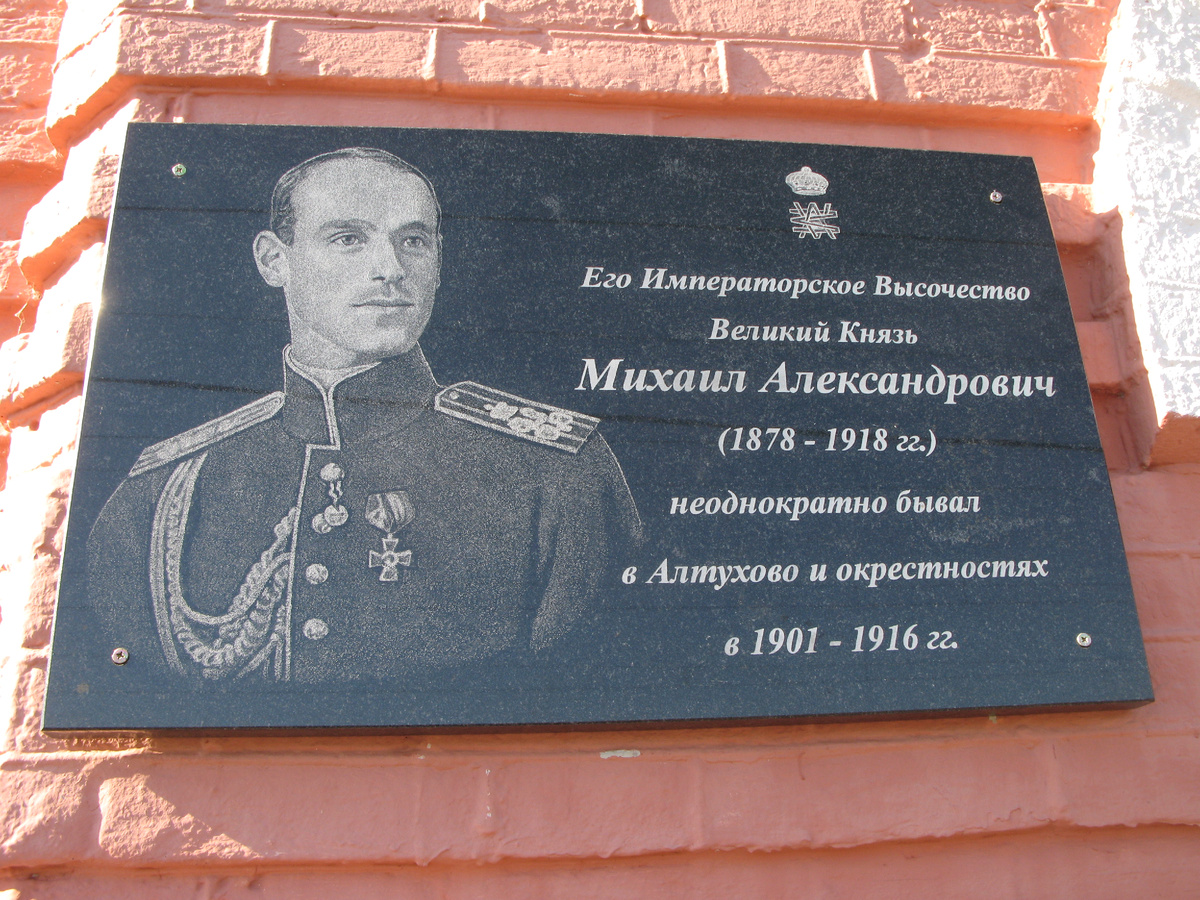 Его Императорское Высочество
Великий Князь
Михаил Александрович
(1878 - 1918 гг.)
неоднократно бывал
в Алтухово и окрестностях
в 1901 - 1916 гг.